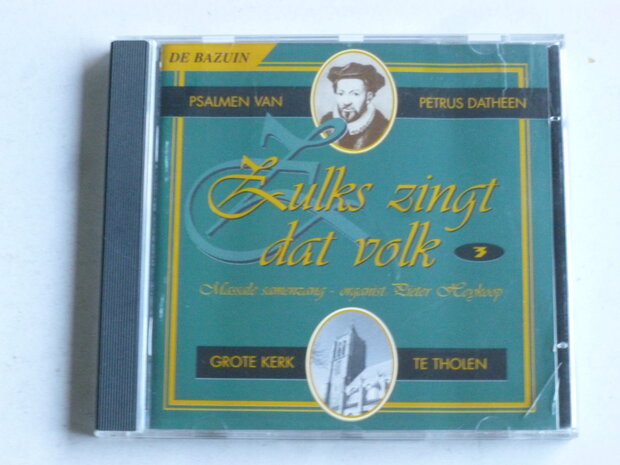 DE BAZUIN
PSALMEN VAN PETRUS DATHEEN
Zulks zingt
dat volk 3
Massale samenzang - organist Pieter Heykoop
GROTE KERK TE THOLEN